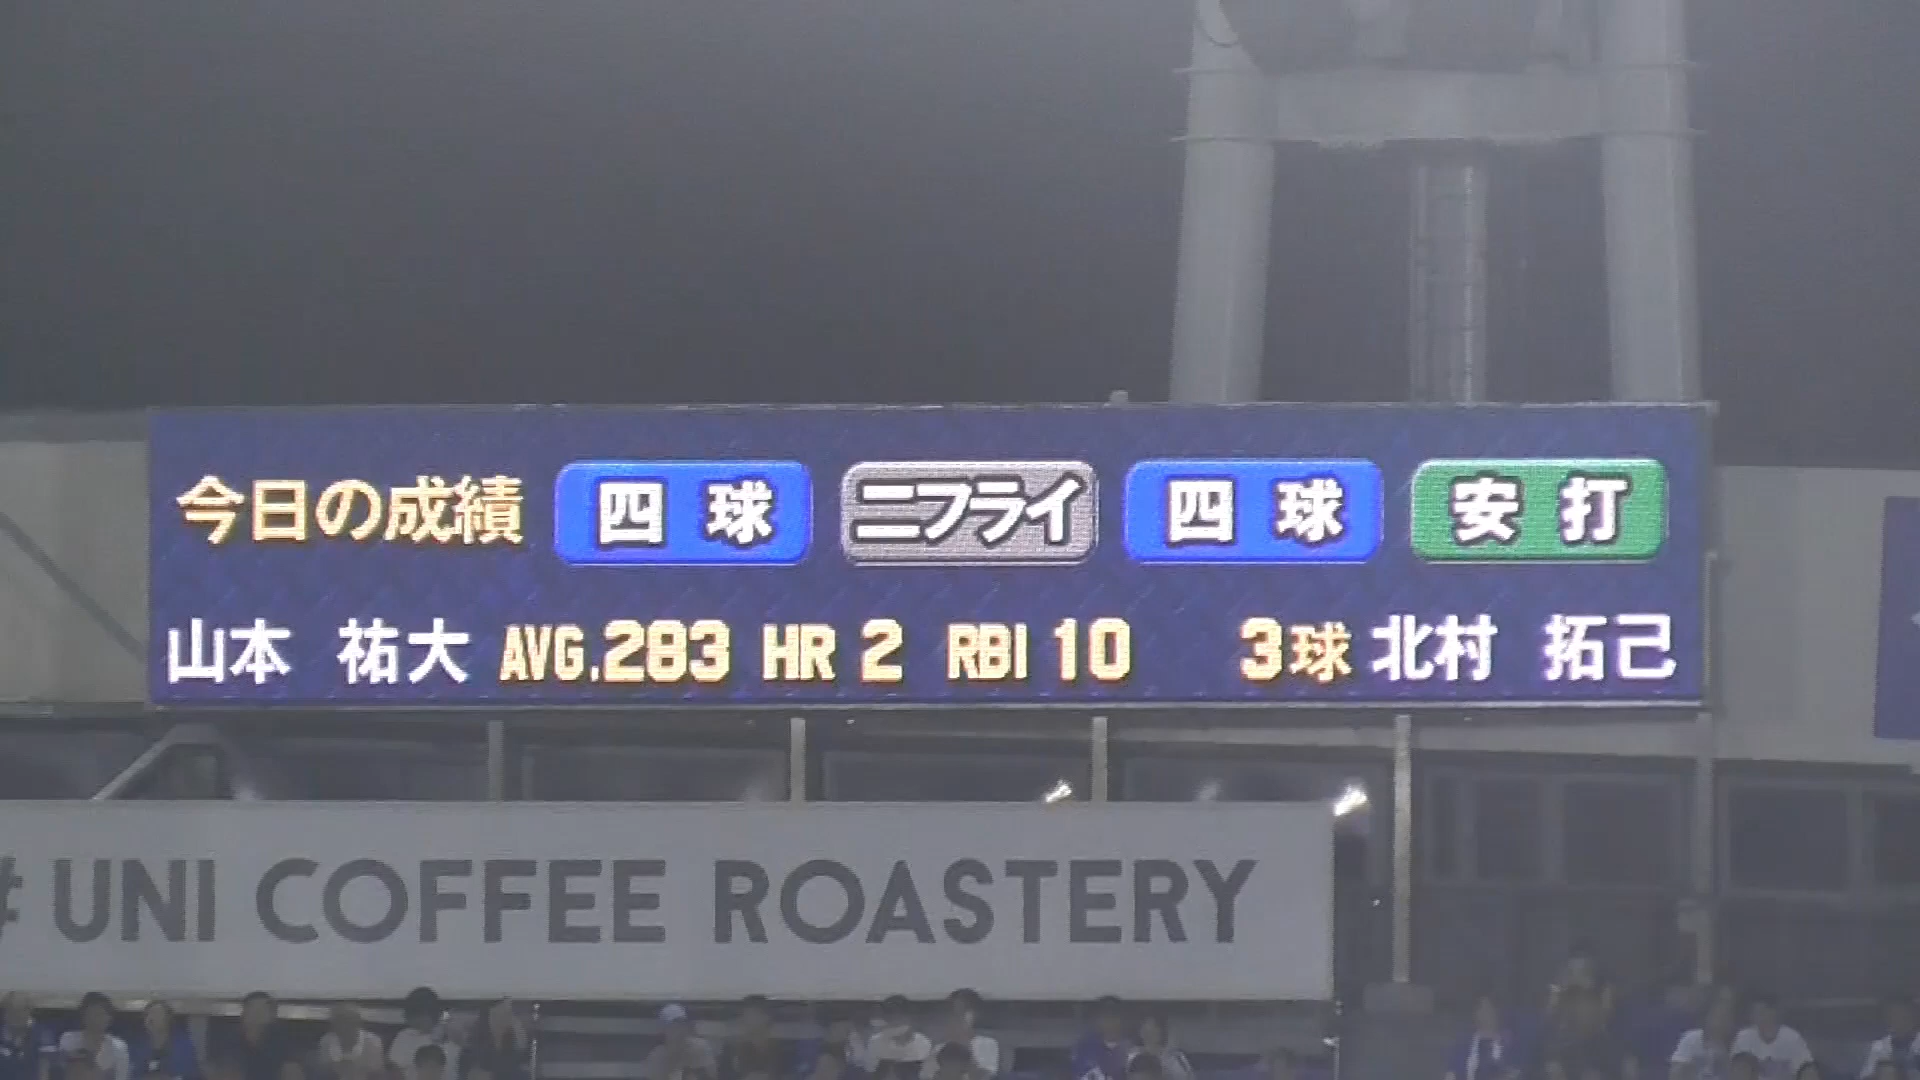 今日の成績 四球 二フライ 四球 安打
山本 祐大 AVG.283 HR 2 RBI 10 3球 北村 拓己
# UNI COFFEE ROASTERY